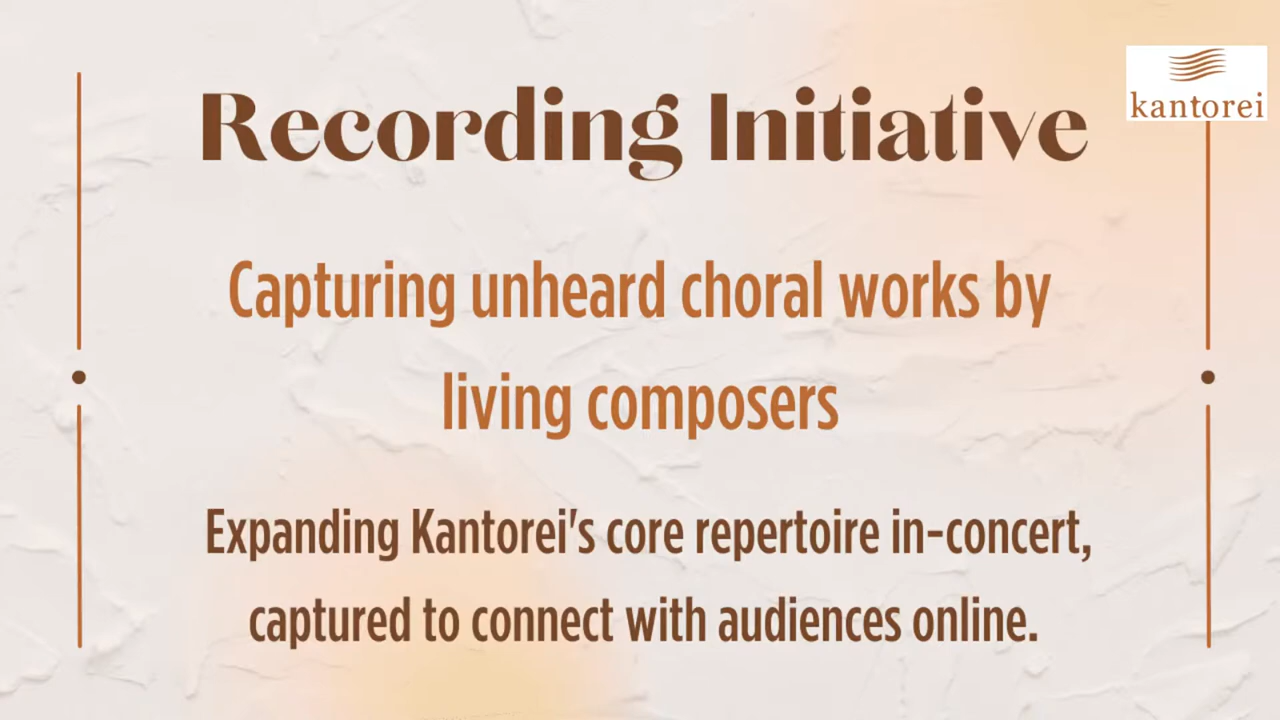 kantorei
Recording Initiative
Capturing unheard choral works by
living composers
Expanding Kantorei's core repertoire in-concert,
captured to connect with audiences online.